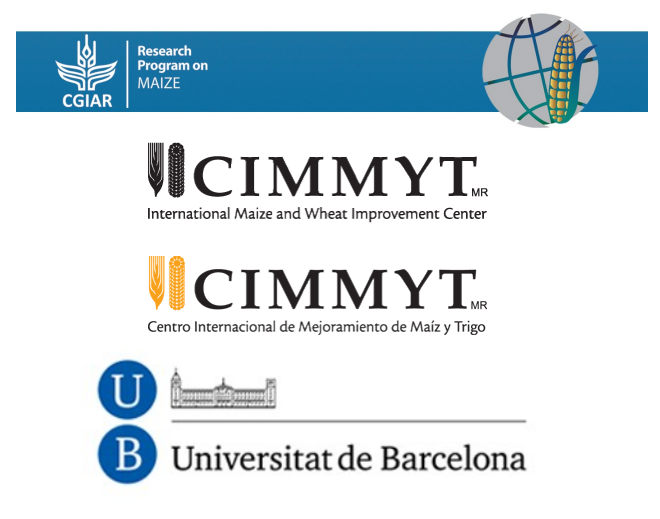 Research
Program on
MAIZE
CGIAR
CIMMYT MR
International Maize and Wheat Improvement Center
CIMMYT MR
Centro Internacional de Mejoramiento de Maíz y Trigo
U
B
Universitat de Barcelona